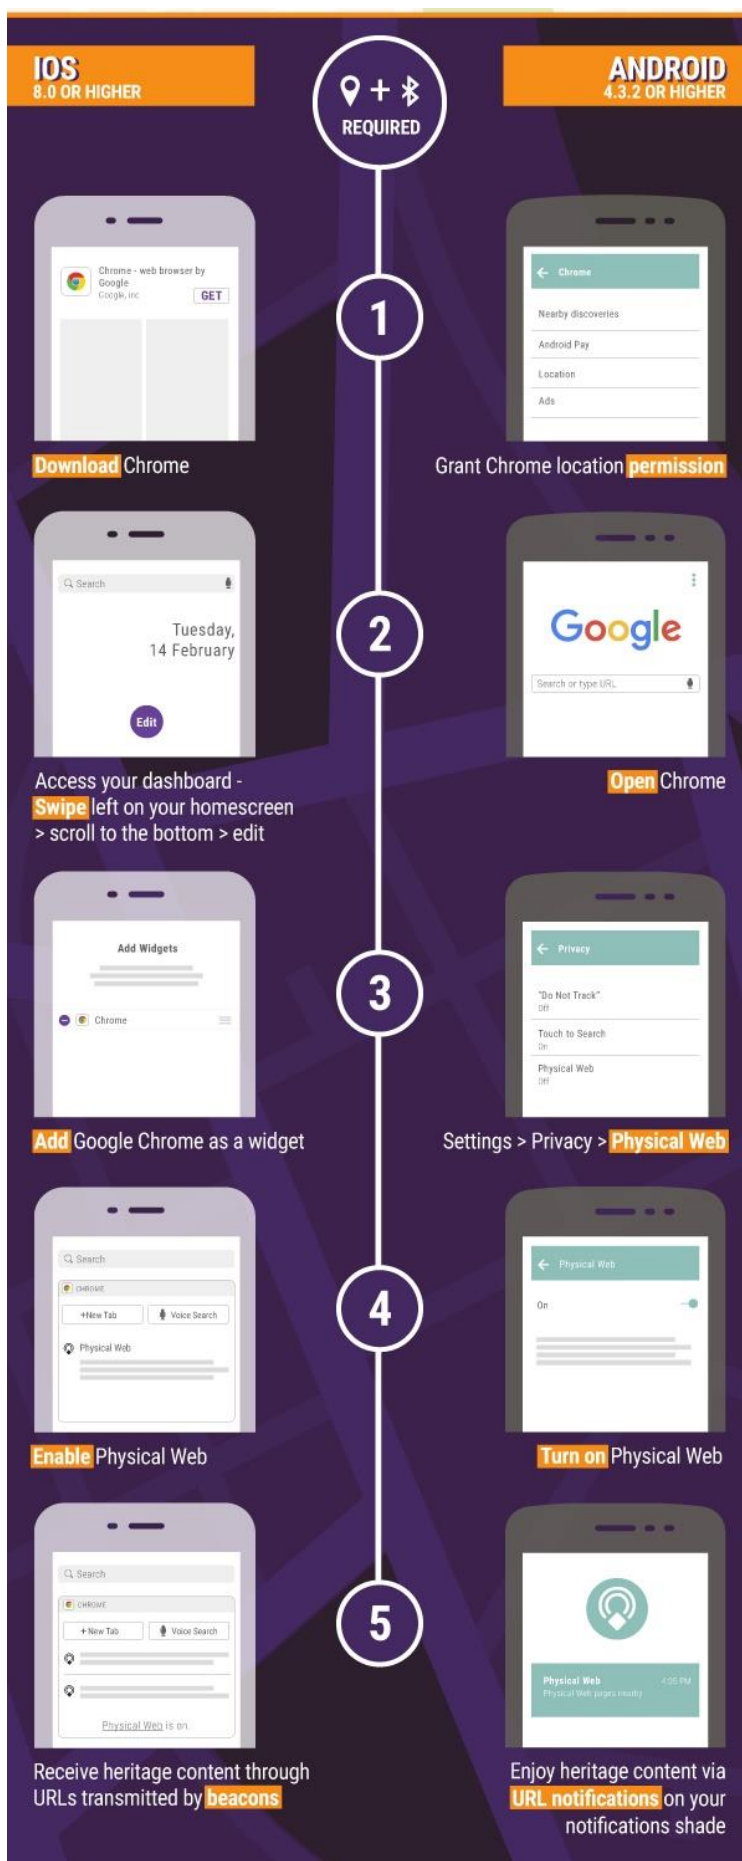 IOS
8.0 OR HIGHER
REQUIRED
ANDROID
4.3.2 OR HIGHER
1
Chrome - web browser by
Google
Google, inc
GET
Download Chrome
Chrome
Nearby discoveries
Android Pay
Location
Ads
Grant Chrome location permission
2
Search
Tuesday,
14 February
Edit
Access your dashboard -
Swipe left on your homescreen
> scroll to the bottom > edit
Google
Search or type URL
Open Chrome
3
Add Widgets
Chrome
Add Google Chrome as a widget
Privacy
"Do Not Track"
Off
Touch to Search
On
Physical Web
Off
Settings > Privacy > Physical Web
4
Search
CHROME
+New Tab
Voice Search
Physical Web
Enable Physical Web
Physical Web
On
Turn on Physical Web
5
Search
CHROME
+ New Tab
Voice Search
Physical Web is on.
Receive heritage content through
URLs transmitted by beacons
Physical Web
4:35 PM
Physical Web pages nearby
Enjoy heritage content via
URL notifications on your
notifications shade